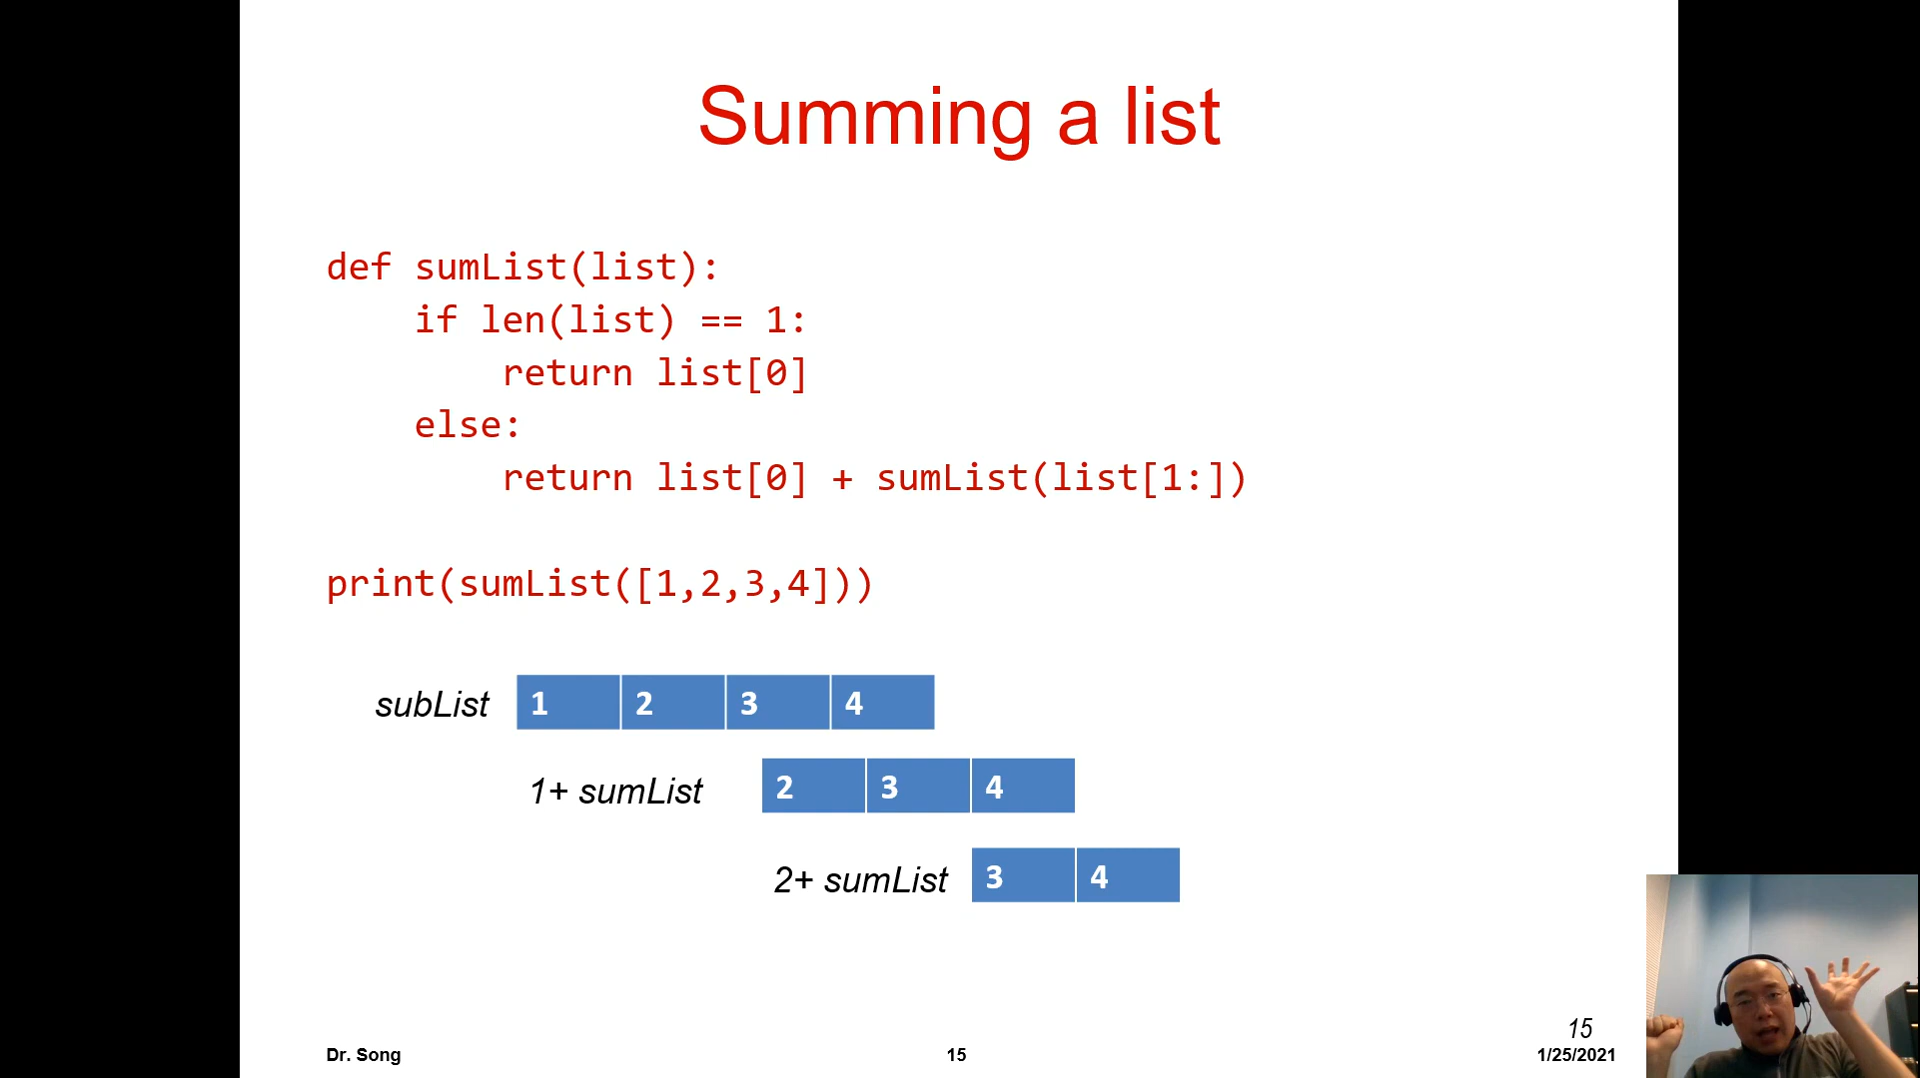 Summing a list
def sumList(list):
    if len(list) == 1:
        return list[0]
    else:
        return list[0] + sumList(list[1:])
print(sumList([1,2,3,4]))
subList 1 2 3 4
1+ sumList 2 3 4
2+ sumList 3 4
15
Dr. Song 15 1/25/2021